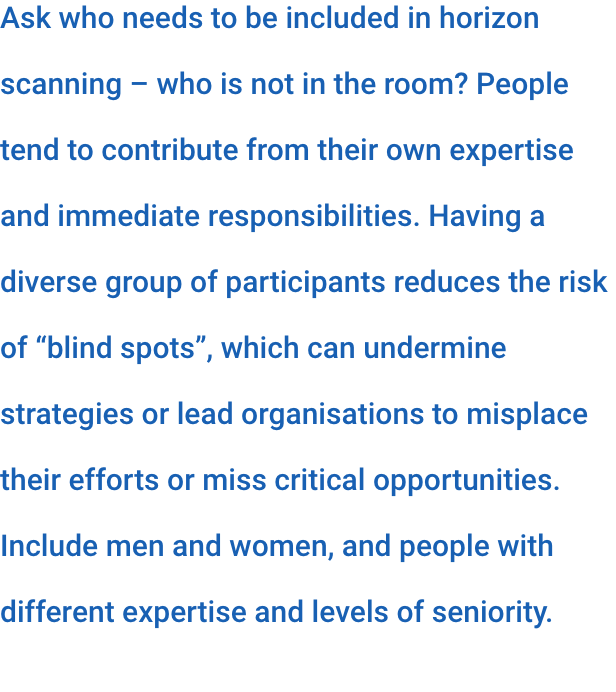 Ask who needs to be included in horizon
scanning – who is not in the room? People
tend to contribute from their own expertise
and immediate responsibilities. Having a
diverse group of participants reduces the risk
of “blind spots”, which can undermine
strategies or lead organisations to misplace
their efforts or miss critical opportunities.
Include men and women, and people with
different expertise and levels of seniority.